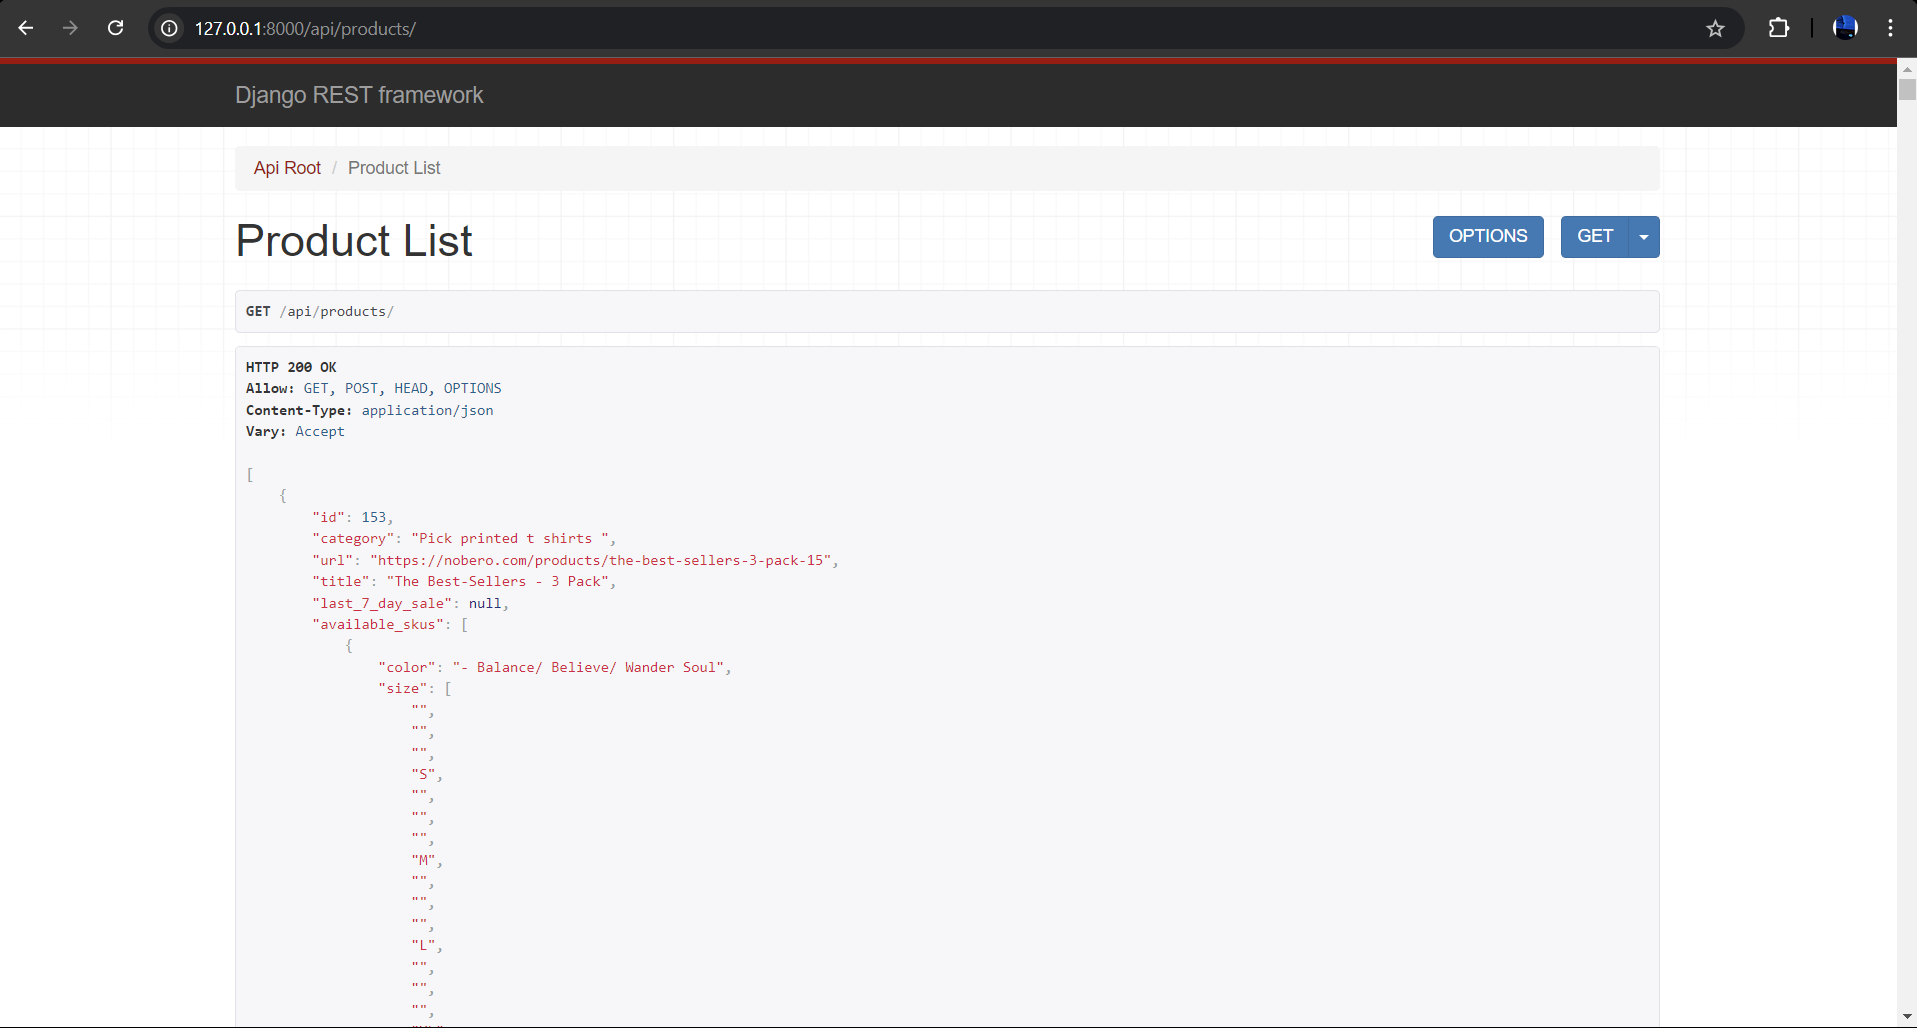 127.0.0.1:8000/api/products/
Django REST framework
Api Root / Product List
Product List
OPTIONS
GET
GET /api/products/
HTTP 200 OK
Allow: GET, POST, HEAD, OPTIONS
Content-Type: application/json
Vary: Accept
[
    {
        "id": 153,
        "category": "Pick printed t shirts ",
        "url": "https://nobero.com/products/the-best-sellers-3-pack-15",
        "title": "The Best-Sellers - 3 Pack",
        "last_7_day_sale": null,
        "available_skus": [
            {
                "color": "- Balance/ Believe/ Wander Soul",
                "size": [
                    "",
                    "",
                    "",
                    "S",
                    "",
                    "",
                    "",
                    "M",
                    "",
                    "",
                    "",
                    "L",
                    "",
                    "",
                    "",